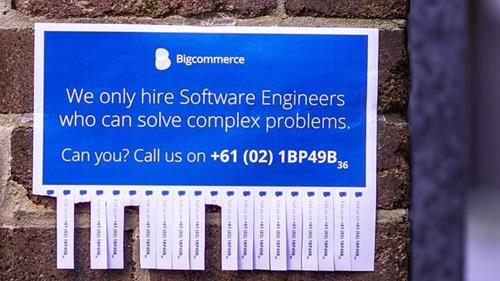 Bigcommerce
We only hire Software Engineers
who can solve complex problems.
Can you? Call us on +61 (02) 1BP49B36